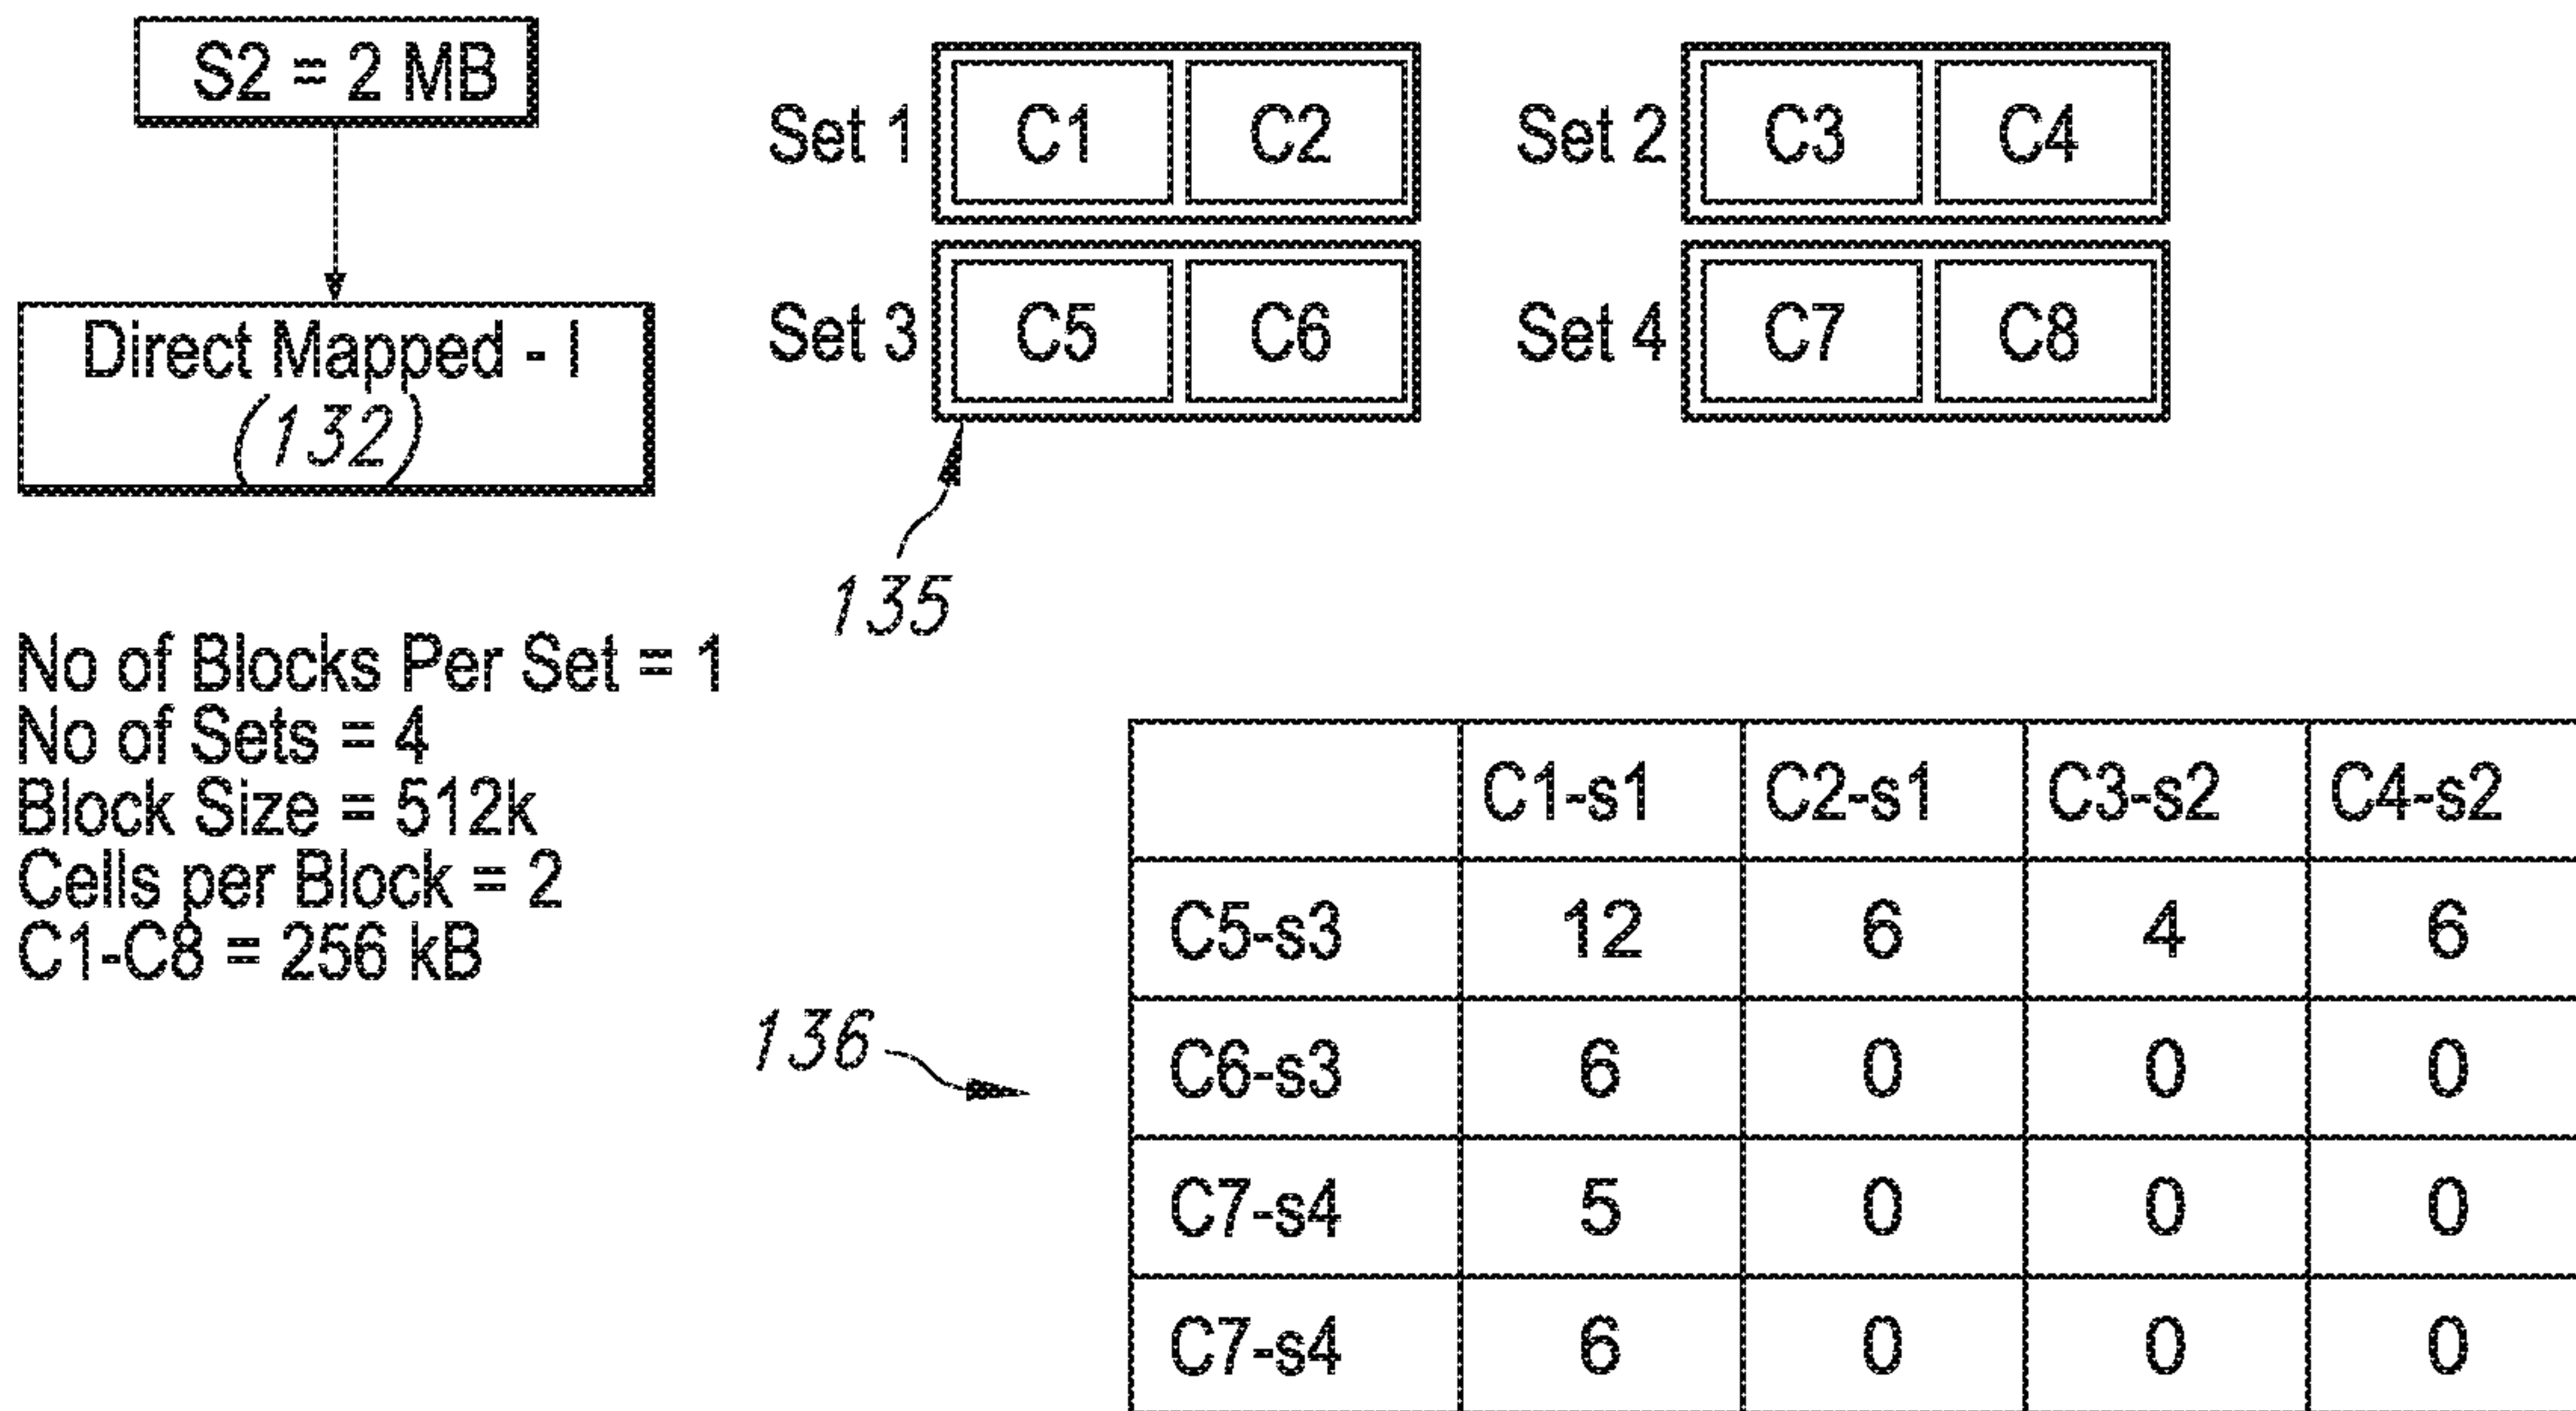 S2 = 2 MB
Direct Mapped - I
(132)
Set 1 C1 C2 Set 2 C3 C4
Set 3 C5 C6 Set 4 C7 C8
135
No of Blocks Per Set = 1
No of Sets = 4
Block Size = 512k
Cells per Block = 2
C1-C8 = 256 kB
136
C1-s1 C2-s1 C3-s2 C4-s2
C5-s3 12 6 4 6
C6-s3 6 0 0 0
C7-s4 5 0 0 0
C7-s4 6 0 0 0